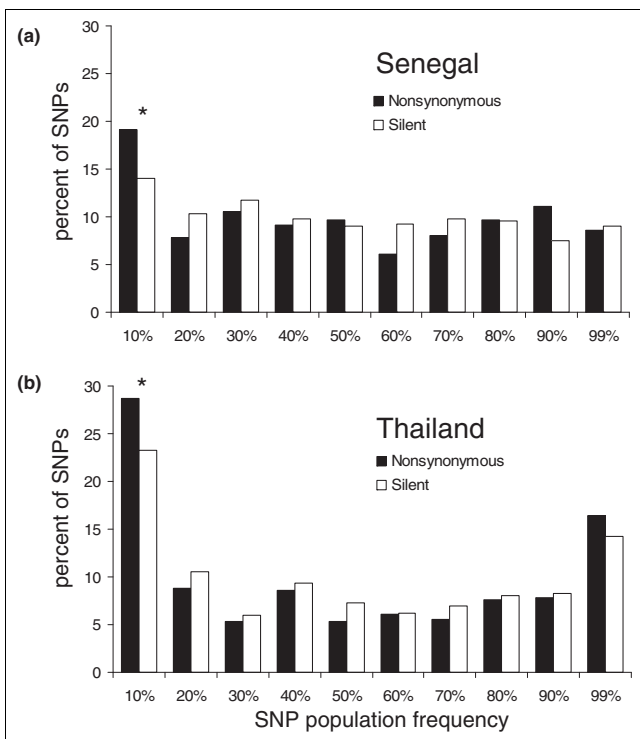 (a)
Senegal
Nonsynonymous
Silent
*
percent of SNPs
30
25
20
15
10
5
0
10% 20% 30% 40% 50% 60% 70% 80% 90% 99%
(b)
Thailand
Nonsynonymous
Silent
*
percent of SNPs
30
25
20
15
10
5
0
10% 20% 30% 40% 50% 60% 70% 80% 90% 99%
SNP population frequency